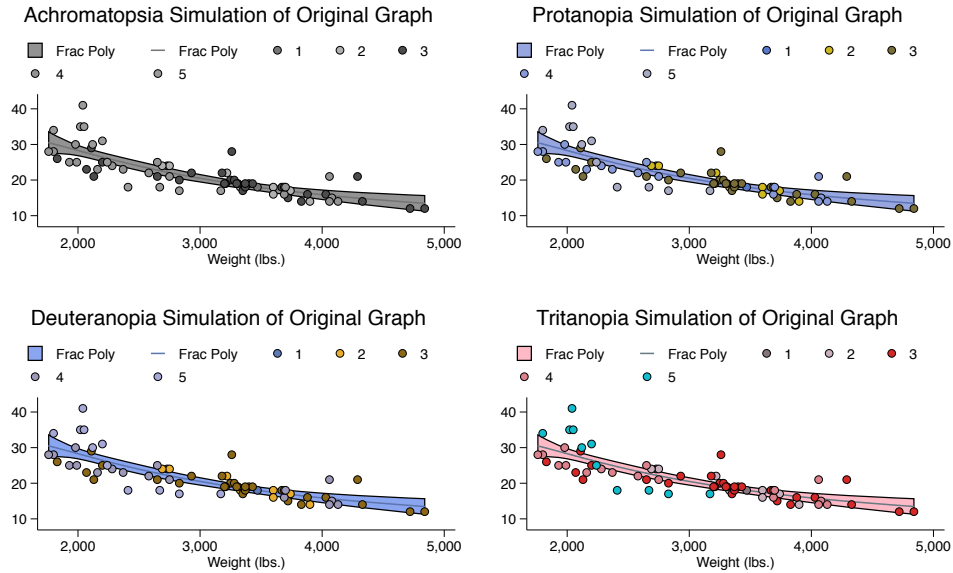 Achromatopsia Simulation of Original Graph
Frac Poly Frac Poly 1 2 3
4 5
40
30
20
10
2,000 3,000 4,000 5,000
Weight (lbs.)
Protanopia Simulation of Original Graph
Frac Poly Frac Poly 1 2 3
4 5
40
30
20
10
2,000 3,000 4,000 5,000
Weight (lbs.)
Deuteranopia Simulation of Original Graph
Frac Poly Frac Poly 1 2 3
4 5
40
30
20
10
2,000 3,000 4,000 5,000
Weight (lbs.)
Tritanopia Simulation of Original Graph
Frac Poly Frac Poly 1 2 3
4 5
40
30
20
10
2,000 3,000 4,000 5,000
Weight (lbs.)